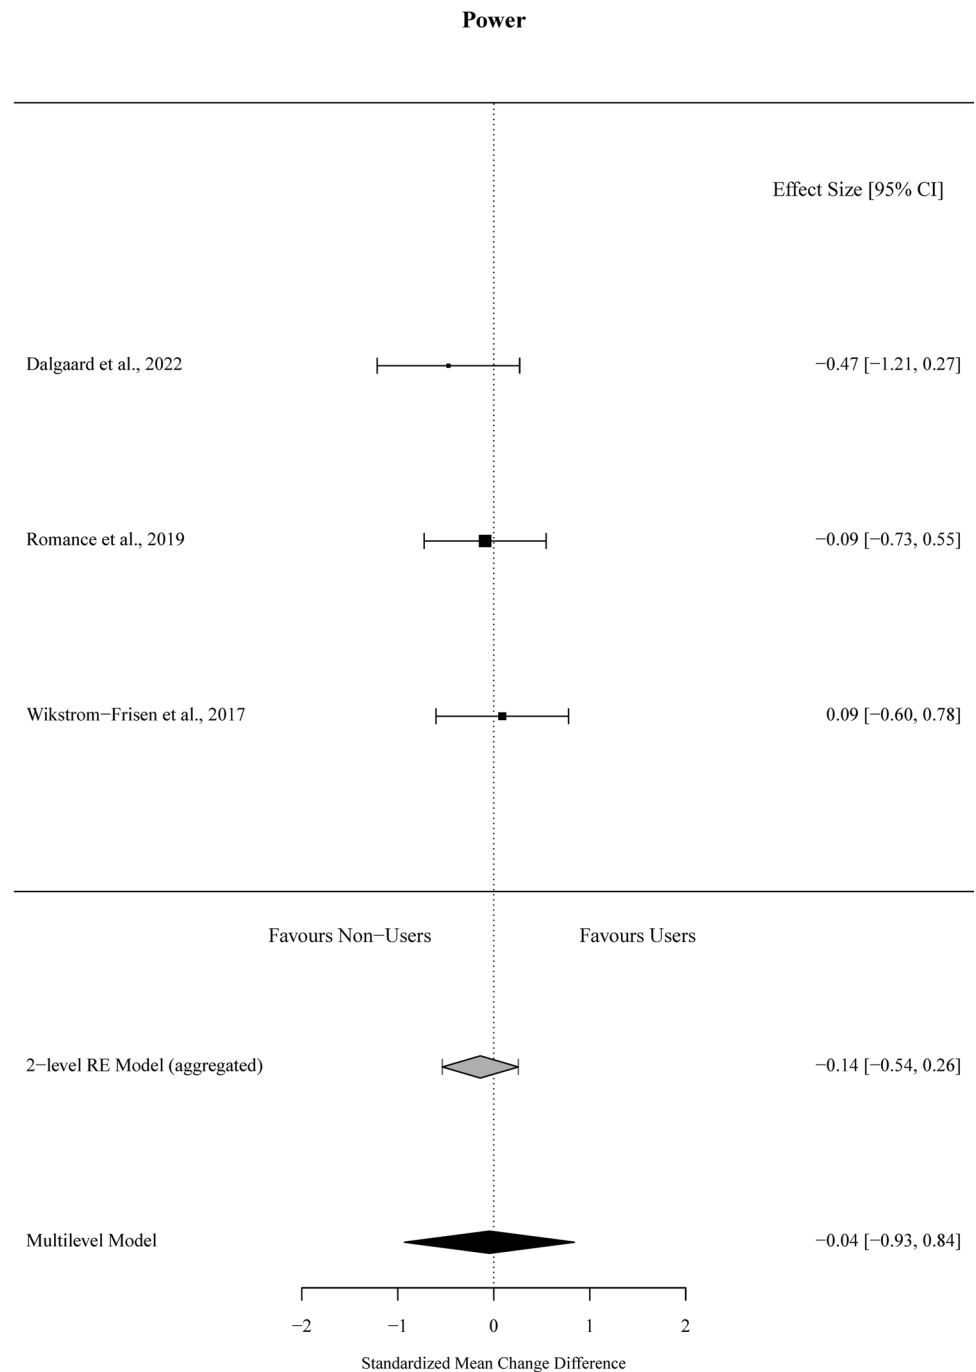 Power
Effect Size [95% CI]
Dalgaard et al., 2022 −0.47 [−1.21, 0.27]
Romance et al., 2019 −0.09 [−0.73, 0.55]
Wikstrom−Frisen et al., 2017 0.09 [−0.60, 0.78]
Favours Non−Users Favours Users
2−level RE Model (aggregated) −0.14 [−0.54, 0.26]
Multilevel Model −0.04 [−0.93, 0.84]
−2 −1 0 1 2
Standardized Mean Change Difference